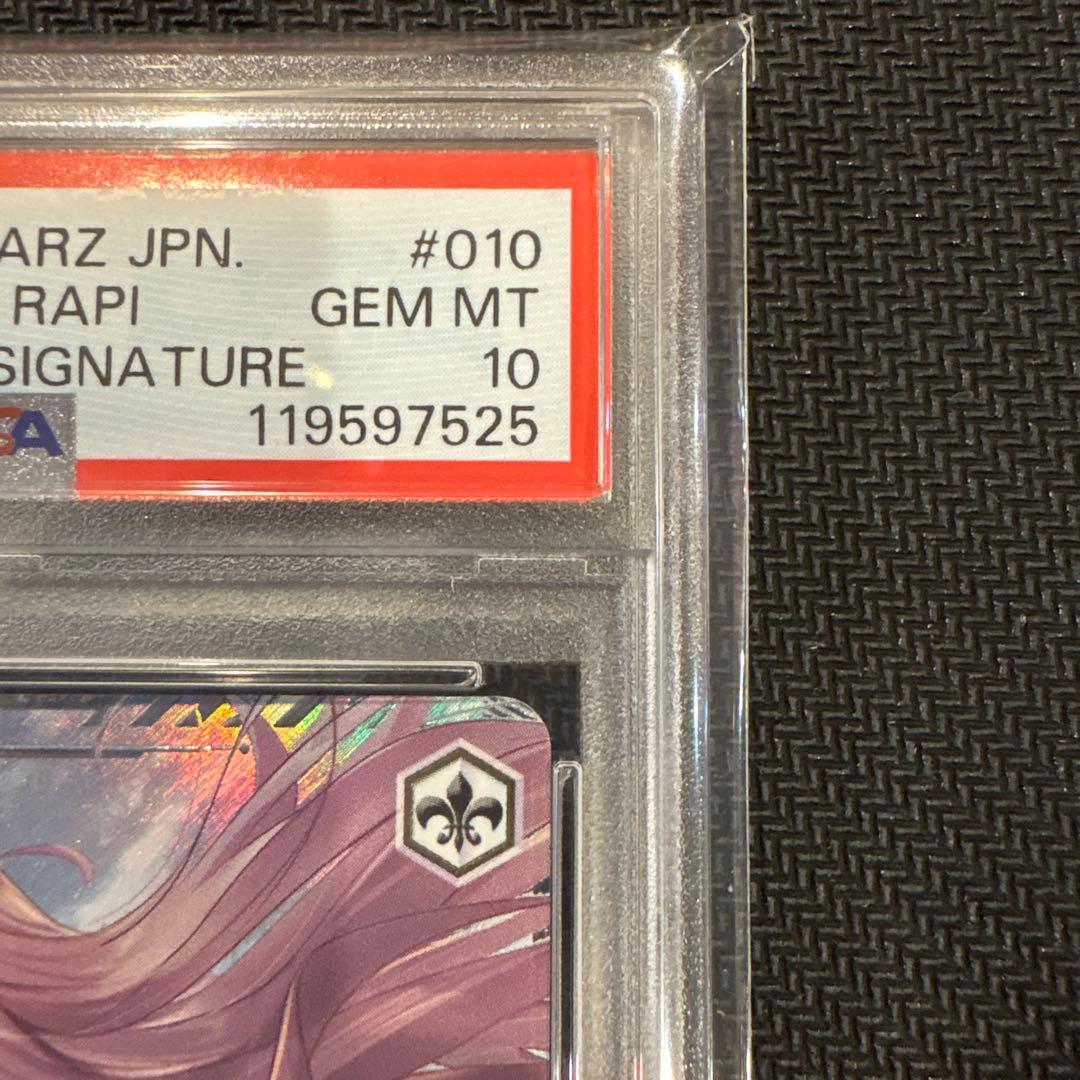 ARZ JPN. #010
RAPI GEM MT
SIGNATURE 10
SA 119597525